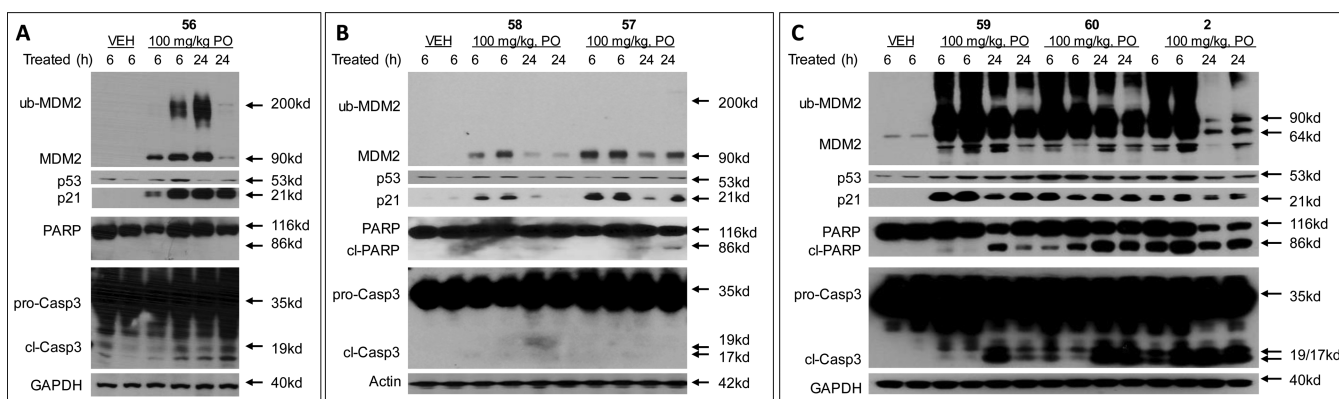 A
56
VEH 100 mg/kg PO
Treated (h) 6 6 6 6 24 24
ub-MDM2 200kd
MDM2 90kd
p53 53kd
p21 21kd
PARP 116kd
86kd
pro-Casp3 35kd
cl-Casp3 19kd
GAPDH 40kd
B
58 57
VEH 100 mg/kg, PO 100 mg/kg, PO
Treated (h) 6 6 6 6 24 24 6 6 24 24
ub-MDM2 200kd
MDM2 90kd
p53 53kd
p21 21kd
PARP 116kd
cl-PARP 86kd
pro-Casp3 35kd
19kd
cl-Casp3 17kd
Actin 42kd
C
59 60 2
VEH 100 mg/kg, PO 100 mg/kg, PO 100 mg/kg, PO
Treated (h) 6 6 6 6 24 24 6 6 24 24 6 6 24 24
ub-MDM2 90kd
64kd
MDM2
p53 53kd
p21 21kd
PARP 116kd
cl-PARP 86kd
pro-Casp3 35kd
cl-Casp3 19/17kd
GAPDH 40kd